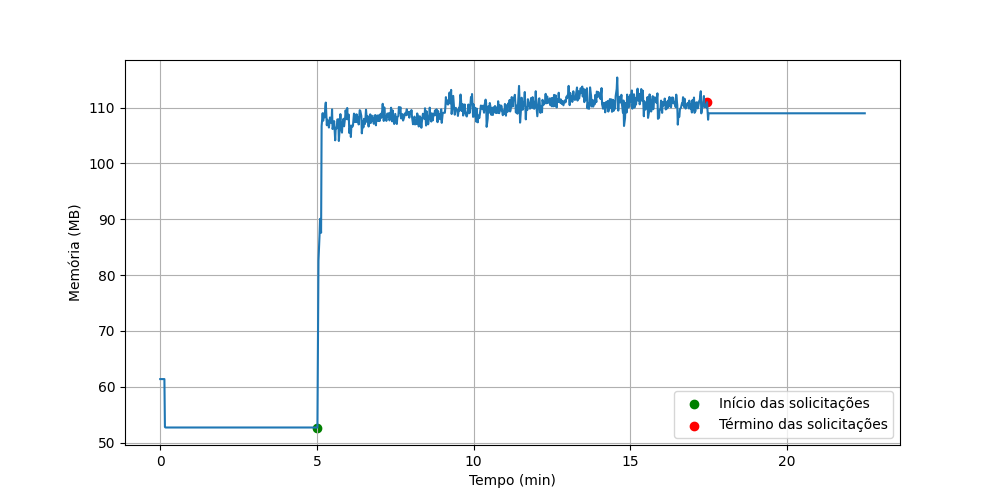 110
100
90
80
70
60
50
Memória (MB)
0 5 10 15 20
Tempo (min)
Início das solicitações
Término das solicitações